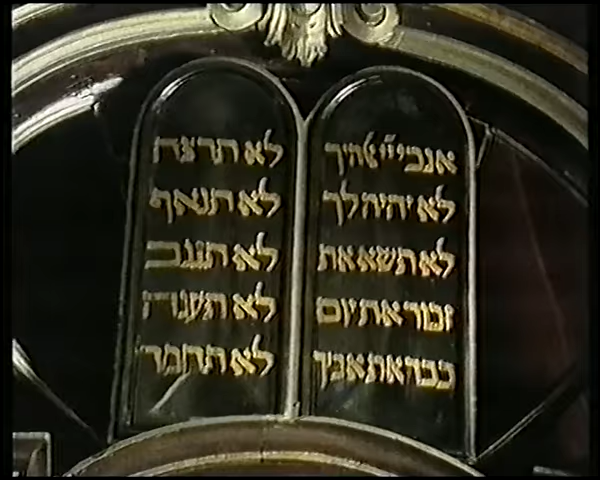 אנכי י״י אלהיך
לא יהיה לך
לא תשא את
זכור את יום
כבד את אביך
לא תרצח
לא תנאף
לא תגנב
לא תענה
לא תחמד